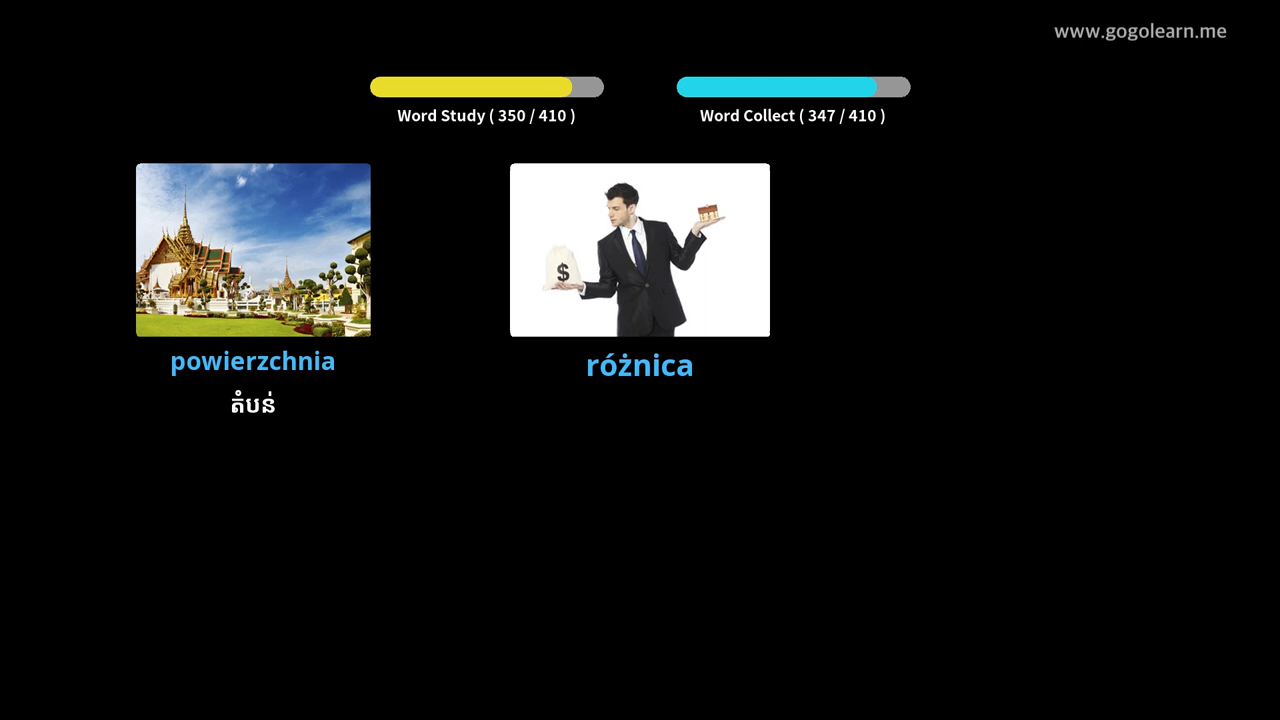 www.gogolearn.me
Word Study ( 350 / 410 )
Word Collect ( 347 / 410 )
powierzchnia
តំបន់
różnica
$